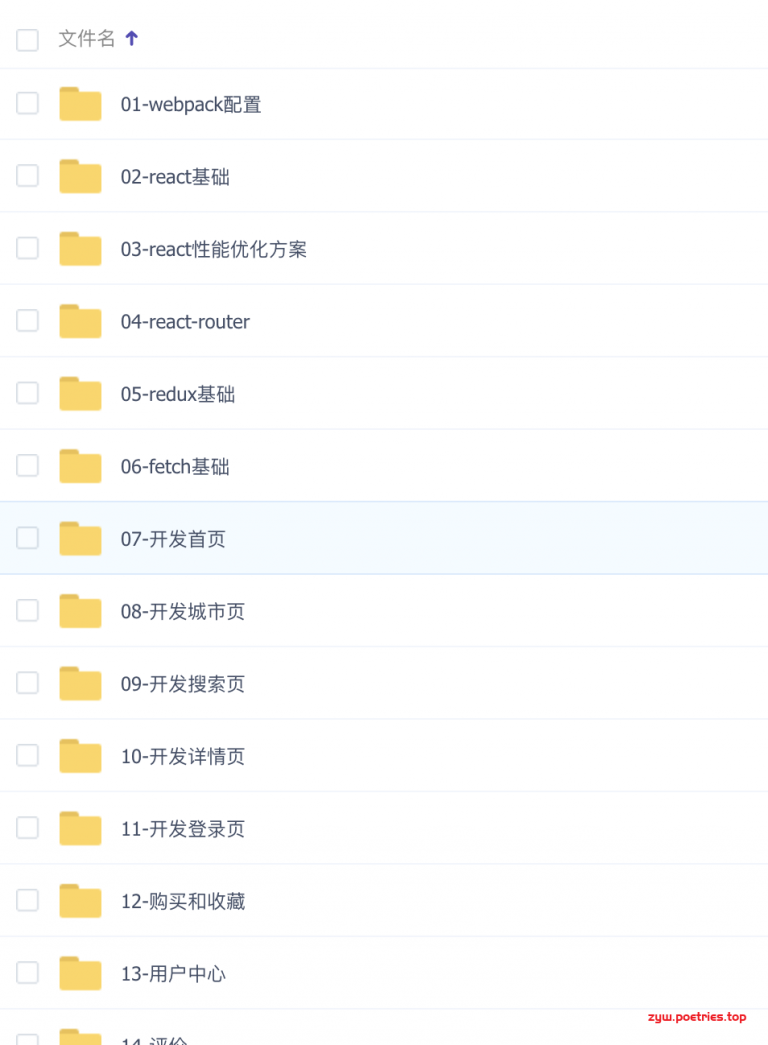 文件名
01-webpack配置
02-react基础
03-react性能优化方案
04-react-router
05-redux基础
06-fetch基础
07-开发首页
08-开发城市页
09-开发搜索页
10-开发详情页
11-开发登录页
12-购买和收藏
13-用户中心
zyw.poetries.top
14-评价